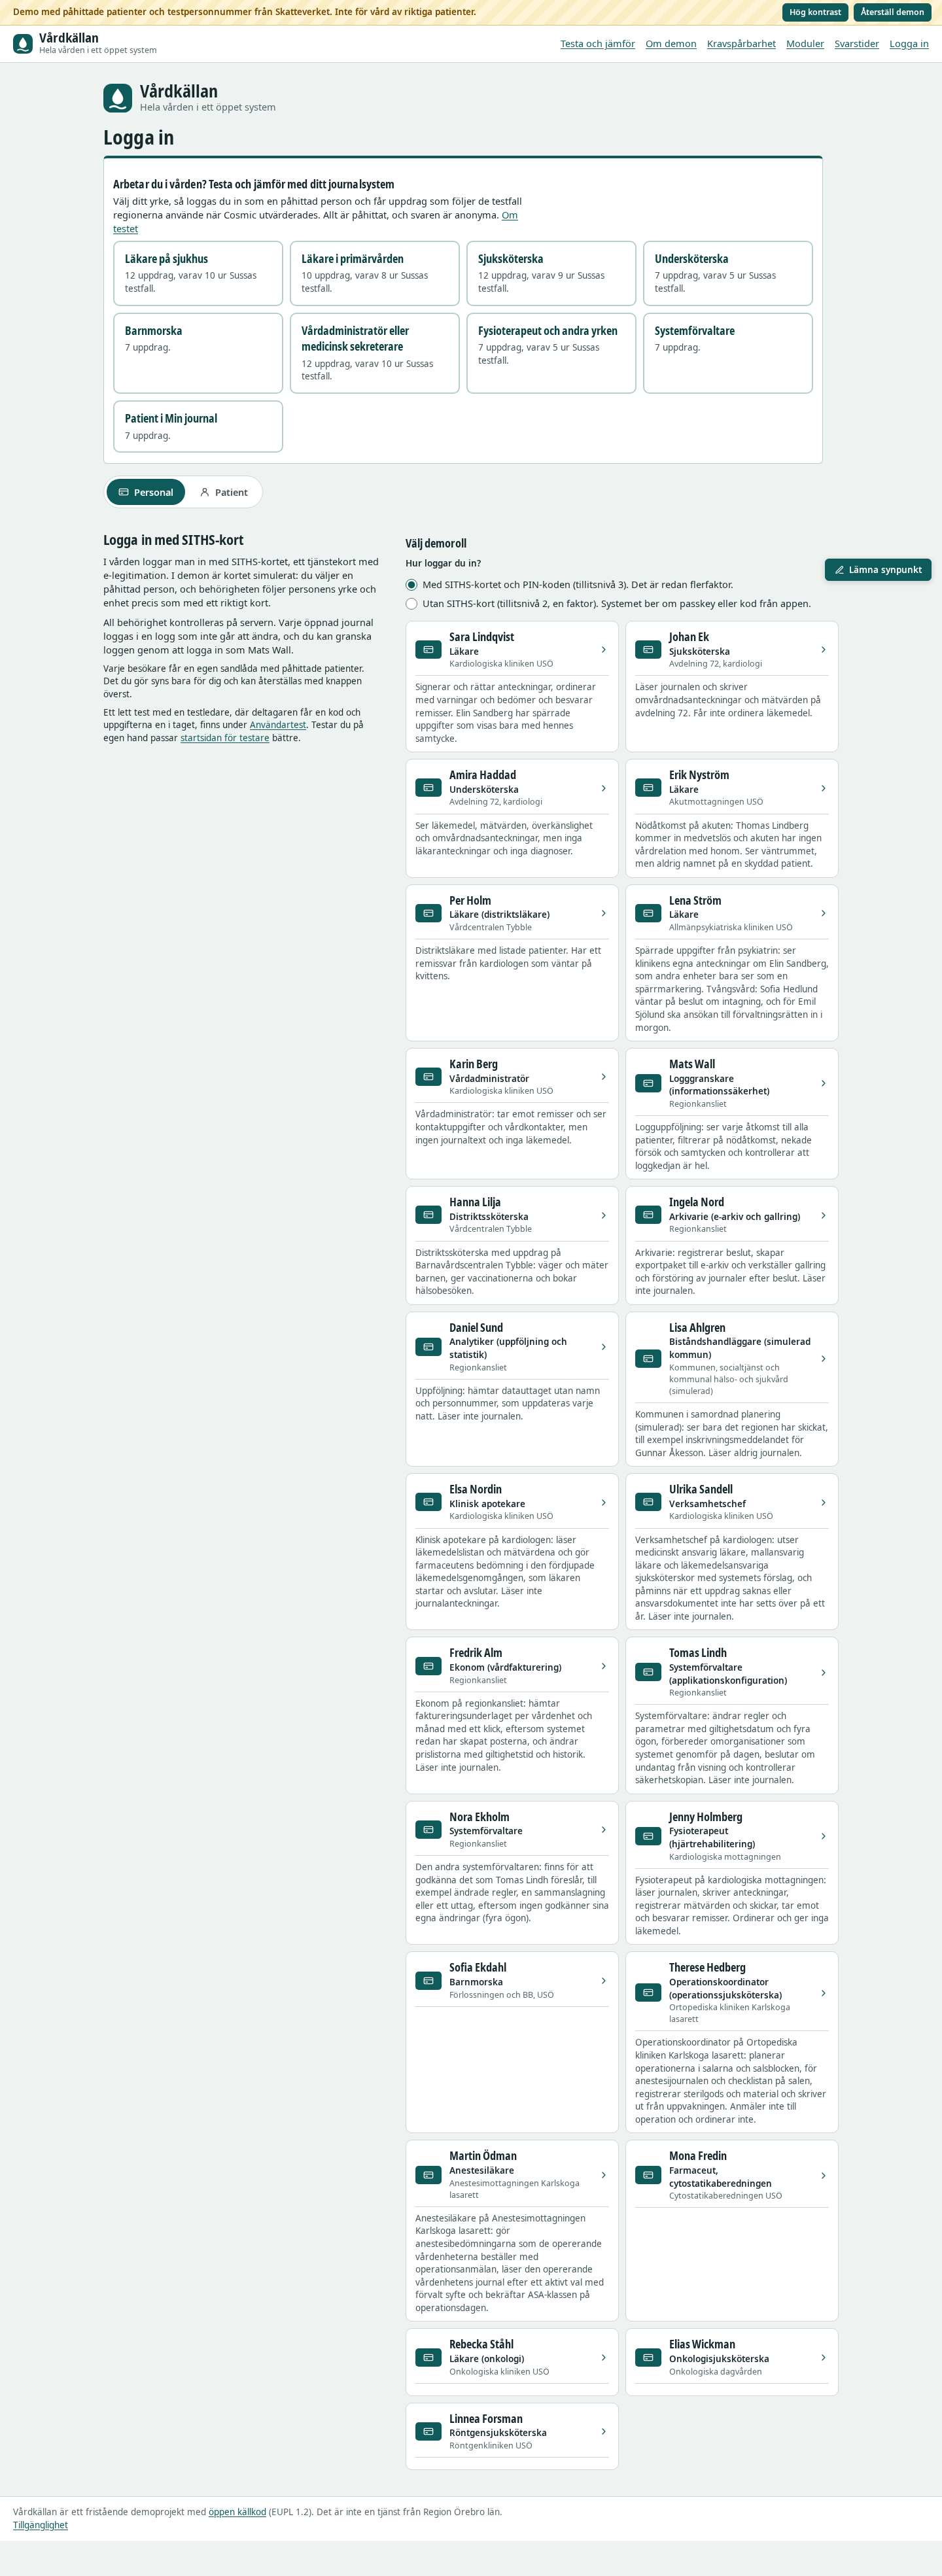 Demo med påhittade patienter och testpersonnummer från Skatteverket. Inte för vård av riktiga patienter.
Hög kontrast
Återställ demon
Vårdkällan
Hela vården i ett öppet system
Testa och jämför
Om demon
Kravspårbarhet
Moduler
Svarstider
Logga in
Vårdkällan
Hela vården i ett öppet system
Logga in
Arbetar du i vården? Testa och jämför med ditt journalsystem
Välj ditt yrke, så loggas du in som en påhittad person och får uppdrag som följer de testfall
regionerna använde när Cosmic utvärderades. Allt är påhittat, och svaren är anonyma. Om
testet
Läkare på sjukhus
12 uppdrag, varav 10 ur Sussas
testfall.
Läkare i primärvården
10 uppdrag, varav 8 ur Sussas
testfall.
Sjuksköterska
12 uppdrag, varav 9 ur Sussas
testfall.
Undersköterska
7 uppdrag, varav 5 ur Sussas
testfall.
Barnmorska
7 uppdrag.
Vårdadministratör eller
medicinsk sekreterare
12 uppdrag, varav 10 ur Sussas
testfall.
Fysioterapeut och andra yrken
7 uppdrag, varav 5 ur Sussas
testfall.
Systemförvaltare
7 uppdrag.
Patient i Min journal
7 uppdrag.
Personal
Patient
Logga in med SITHS-kort
I vården loggar man in med SITHS-kortet, ett tjänstekort med
e-legitimation. I demon är kortet simulerat: du väljer en
påhittad person, och behörigheten följer personens yrke och
enhet precis som med ett riktigt kort.
All behörighet kontrolleras på servern. Varje öppnad journal
loggas i en logg som inte går att ändra, och du kan granska
loggen genom att logga in som Mats Wall.
Varje besökare får en egen sandlåda med påhittade patienter.
Det du gör syns bara för dig och kan återställas med knappen
överst.
Ett lett test med en testledare, där deltagaren får en kod och
uppgifterna en i taget, finns under Användartest. Testar du på
egen hand passar startsidan för testare bättre.
Välj demoroll
Hur loggar du in?
Med SITHS-kortet och PIN-koden (tillitsnivå 3). Det är redan flerfaktor.
Utan SITHS-kort (tillitsnivå 2, en faktor). Systemet ber om passkey eller kod från appen.
Lämna synpunkt
Sara Lindqvist
Läkare
Kardiologiska kliniken USÖ
Signerar och rättar anteckningar, ordinerar
med varningar och bedömer och besvarar
remisser. Elin Sandberg har spärrade
uppgifter som visas bara med hennes
samtycke.
Johan Ek
Sjuksköterska
Avdelning 72, kardiologi
Läser journalen och skriver
omvårdnadsanteckningar och mätvärden på
avdelning 72. Får inte ordinera läkemedel.
Amira Haddad
Undersköterska
Avdelning 72, kardiologi
Ser läkemedel, mätvärden, överkänslighet
och omvårdnadsanteckningar, men inga
läkaranteckningar och inga diagnoser.
Erik Nyström
Läkare
Akutmottagningen USÖ
Nödåtkomst på akuten: Thomas Lindberg
kommer in medvetslös och akuten har ingen
vårdrelation med honom. Ser väntrummet,
men aldrig namnet på en skyddad patient.
Per Holm
Läkare (distriktsläkare)
Vårdcentralen Tybble
Distriktsläkare med listade patienter. Har ett
remissvar från kardiologen som väntar på
kvittens.
Lena Ström
Läkare
Allmänpsykiatriska kliniken USÖ
Spärrade uppgifter från psykiatrin: ser
klinikens egna anteckningar om Elin Sandberg,
som andra enheter bara ser som en
spärrmarkering. Tvångsvård: Sofia Hedlund
väntar på beslut om intagning, och för Emil
Sjölund ska ansökan till förvaltningsrätten in i
morgon.
Karin Berg
Vårdadministratör
Kardiologiska kliniken USÖ
Vårdadministratör: tar emot remisser och ser
kontaktuppgifter och vårdkontakter, men
ingen journaltext och inga läkemedel.
Mats Wall
Logggranskare
(informationssäkerhet)
Regionkansliet
Logguppföljning: ser varje åtkomst till alla
patienter, filtrerar på nödåtkomst, nekade
försök och samtycken och kontrollerar att
loggkedjan är hel.
Hanna Lilja
Distriktssköterska
Vårdcentralen Tybble
Distriktssköterska med uppdrag på
Barnavårdscentralen Tybble: väger och mäter
barnen, ger vaccinationerna och bokar
hälsobesöken.
Ingela Nord
Arkivarie (e-arkiv och gallring)
Regionkansliet
Arkivarie: registrerar beslut, skapar
exportpaket till e-arkiv och verkställer gallring
och förstöring av journaler efter beslut. Läser
inte journalen.
Daniel Sund
Analytiker (uppföljning och
statistik)
Regionkansliet
Uppföljning: hämtar datauttaget utan namn
och personnummer, som uppdateras varje
natt. Läser inte journalen.
Lisa Ahlgren
Biståndshandläggare (simulerad
kommun)
Kommunen, socialtjänst och
kommunal hälso- och sjukvård
(simulerad)
Kommunen i samordnad planering
(simulerad): ser bara det regionen har skickat,
till exempel inskrivningsmeddelandet för
Gunnar Åkesson. Läser aldrig journalen.
Elsa Nordin
Klinisk apotekare
Kardiologiska kliniken USÖ
Klinisk apotekare på kardiologen: läser
läkemedelslistan och mätvärdena och gör
farmaceutens bedömning i den fördjupade
läkemedelsgenomgången, som läkaren
startar och avslutar. Läser inte
journalanteckningar.
Ulrika Sandell
Verksamhetschef
Kardiologiska kliniken USÖ
Verksamhetschef på kardiologen: utser
medicinskt ansvarig läkare, mallansvarig
läkare och läkemedelsansvariga
sjuksköterskor med systemets förslag, och
påminns när ett uppdrag saknas eller
ansvarsdokumentet inte har setts över på ett
år. Läser inte journalen.
Fredrik Alm
Ekonom (vårdfakturering)
Regionkansliet
Ekonom på regionkansliet: hämtar
faktureringsunderlaget per vårdenhet och
månad med ett klick, eftersom systemet
redan har skapat posterna, och ändrar
prislistorna med giltighetstid och historik.
Läser inte journalen.
Tomas Lindh
Systemförvaltare
(applikationskonfiguration)
Regionkansliet
Systemförvaltare: ändrar regler och
parametrar med giltighetsdatum och fyra
ögon, förbereder omorganisationer som
systemet genomför på dagen, beslutar om
undantag från visning och kontrollerar
säkerhetskopian. Läser inte journalen.
Nora Ekholm
Systemförvaltare
Regionkansliet
Den andra systemförvaltaren: finns för att
godkänna det som Tomas Lindh föreslår, till
exempel ändrade regler, en sammanslagning
eller ett uttag, eftersom ingen godkänner sina
egna ändringar (fyra ögon).
Jenny Holmberg
Fysioterapeut
(hjärtrehabilitering)
Kardiologiska mottagningen
Fysioterapeut på kardiologiska mottagningen:
läser journalen, skriver anteckningar,
registrerar mätvärden och skickar, tar emot
och besvarar remisser. Ordinerar och ger inga
läkemedel.
Sofia Ekdahl
Barnmorska
Förlossningen och BB, USÖ
Therese Hedberg
Operationskoordinator
(operationssjuksköterska)
Ortopediska kliniken Karlskoga
lasarett
Operationskoordinator på Ortopediska
kliniken Karlskoga lasarett: planerar
operationerna i salarna och salsblocken, för
anestesijournalen och checklistan på salen,
registrerar sterilgods och material och skriver
ut från uppvakningen. Anmäler inte till
operation och ordinerar inte.
Martin Ödman
Anestesiläkare
Anestesimottagningen Karlskoga
lasarett
Anestesiläkare på Anestesimottagningen
Karlskoga lasarett: gör
anestesibedömningarna som de opererande
vårdenheterna beställer med
operationsanmälan, läser den opererande
vårdenhetens journal efter ett aktivt val med
förvalt syfte och bekräftar ASA-klassen på
operationsdagen.
Mona Fredin
Farmaceut,
cytostatikaberedningen
Cytostatikaberedningen USÖ
Rebecka Ståhl
Läkare (onkologi)
Onkologiska kliniken USÖ
Elias Wickman
Onkologisjuksköterska
Onkologiska dagvården
Linnea Forsman
Röntgensjuksköterska
Röntgenkliniken USÖ
Vårdkällan är ett fristående demoprojekt med öppen källkod (EUPL 1.2). Det är inte en tjänst från Region Örebro län.
Tillgänglighet